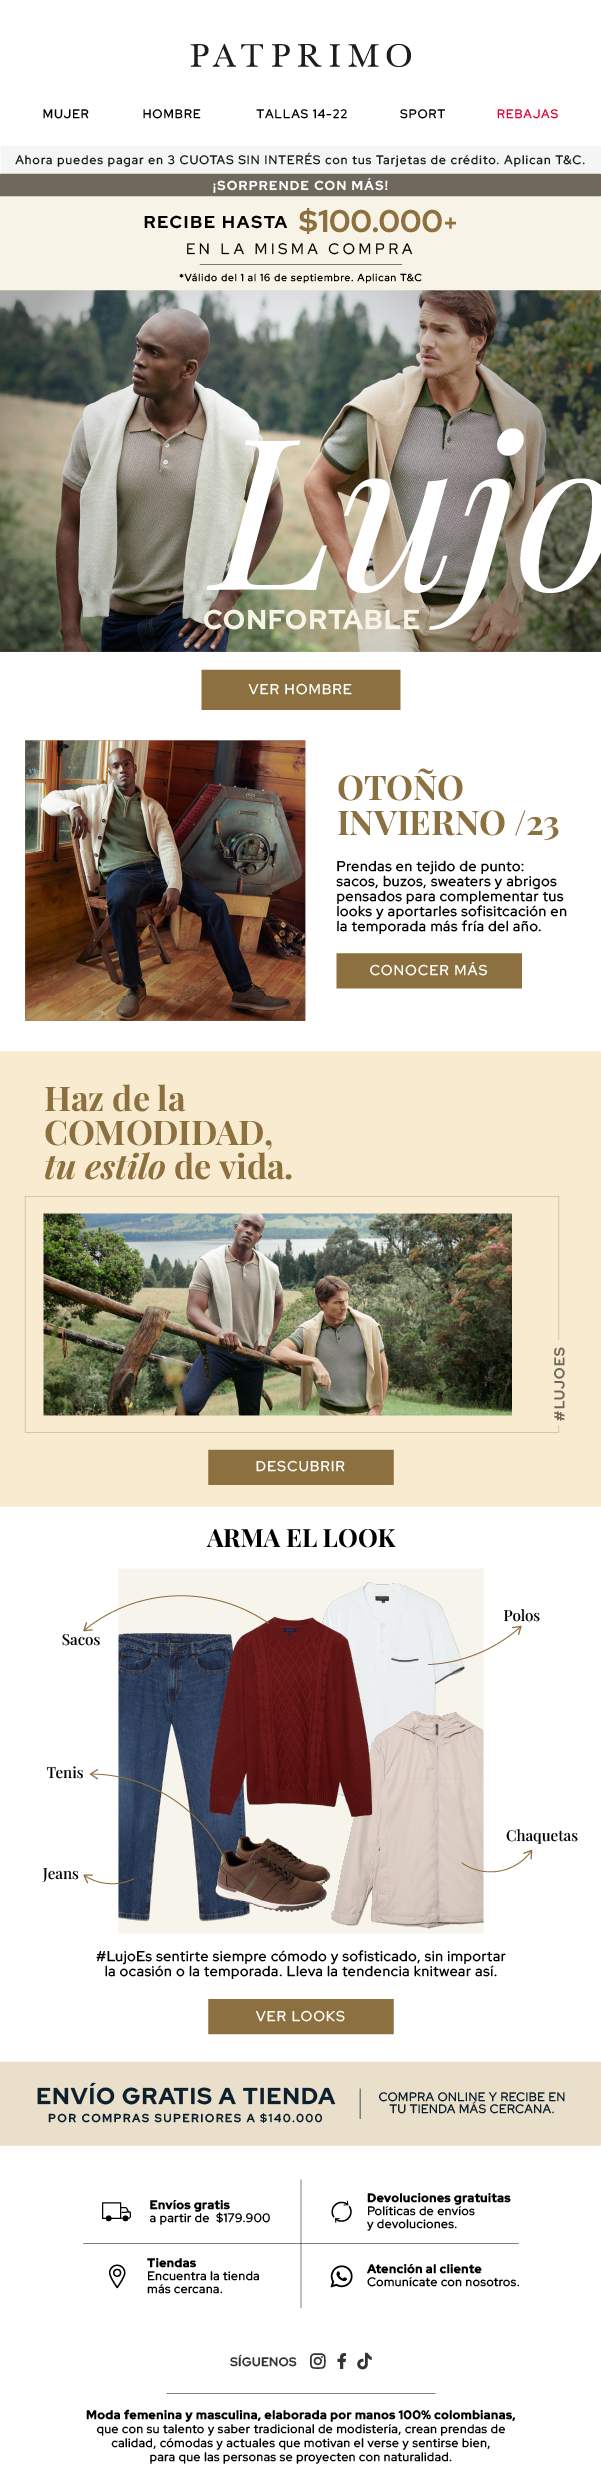 PATPRIMO
MUJER HOMBRE TALLAS 14-22 SPORT REBAJAS
Ahora puedes pagar en 3 CUOTAS SIN INTERÉS con tus Tarjetas de crédito. Aplican T&C.
¡SORPRENDE CON MÁS!
RECIBE HASTA $100.000+
EN LA MISMA COMPRA
*Válido del 1 al 16 de septiembre. Aplican T&C
Lujo
CONFORTABLE
VER HOMBRE
OTOÑO
INVIERNO /23
Prendas en tejido de punto:
sacos, buzos, sweaters y abrigos
pensados para complementar tus
looks y aportarles sofisitcación en
la temporada más fría del año.
CONOCER MÁS
Haz de la
COMODIDAD,
tu estilo de vida.
#LUJOES
DESCUBRIR
ARMA EL LOOK
Polos
Sacos
Tenis
Chaquetas
Jeans
#LujoEs sentirte siempre cómodo y sofisticado, sin importar
la ocasión o la temporada. Lleva la tendencia knitwear así.
VER LOOKS
ENVÍO GRATIS A TIENDA
POR COMPRAS SUPERIORES A $140.000
COMPRA ONLINE Y RECIBE EN
TU TIENDA MÁS CERCANA.
Envíos gratis
a partir de $179.900
Devoluciones gratuitas
Políticas de envíos
y devoluciones.
Tiendas
Encuentra la tienda
más cercana.
Atención al cliente
Comunícate con nosotros.
SÍGUENOS
Moda femenina y masculina, elaborada por manos 100% colombianas,
que con su talento y saber tradicional de modistería, crean prendas de
calidad, cómodas y actuales que motivan el verse y sentirse bien,
para que las personas se proyecten con naturalidad.